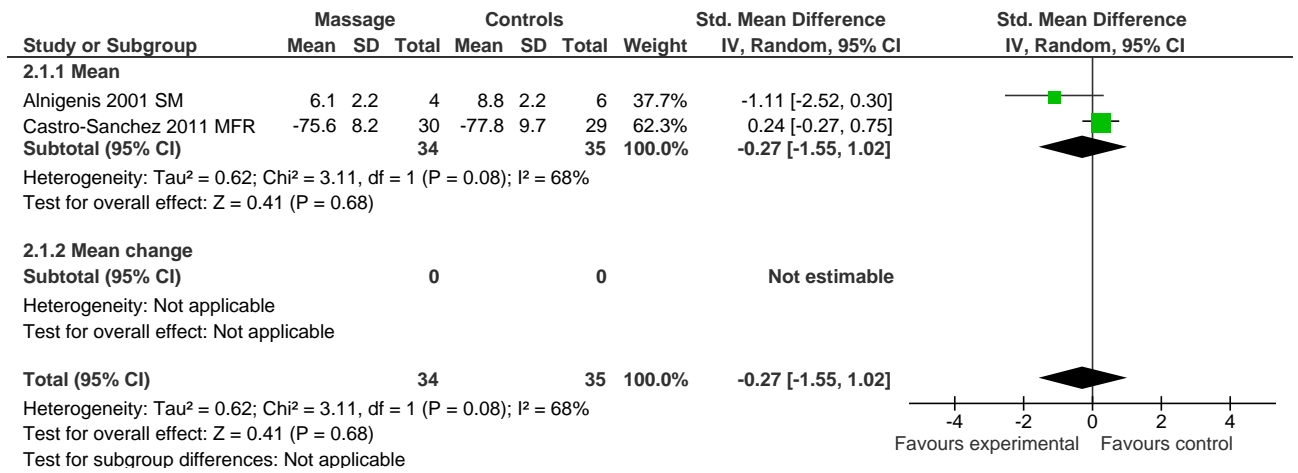 Massage Controls Std. Mean Difference Std. Mean Difference
Study or Subgroup Mean SD Total Mean SD Total Weight IV, Random, 95% CI IV, Random, 95% CI
2.1.1 Mean
Alnigenis 2001 SM 6.1 2.2 4 8.8 2.2 6 37.7% -1.11 [-2.52, 0.30]
Castro-Sanchez 2011 MFR -75.6 8.2 30 -77.8 9.7 29 62.3% 0.24 [-0.27, 0.75]
Subtotal (95% CI) 34 35 100.0% -0.27 [-1.55, 1.02]
Heterogeneity: Tau² = 0.62; Chi² = 3.11, df = 1 (P = 0.08); I² = 68%
Test for overall effect: Z = 0.41 (P = 0.68)
2.1.2 Mean change
Subtotal (95% CI) 0 0 Not estimable
Heterogeneity: Not applicable
Test for overall effect: Not applicable
Total (95% CI) 34 35 100.0% -0.27 [-1.55, 1.02]
Heterogeneity: Tau² = 0.62; Chi² = 3.11, df = 1 (P = 0.08); I² = 68%
Test for overall effect: Z = 0.41 (P = 0.68)
Test for subgroup differences: Not applicable
-4 -2 0 2 4
Favours experimental Favours control